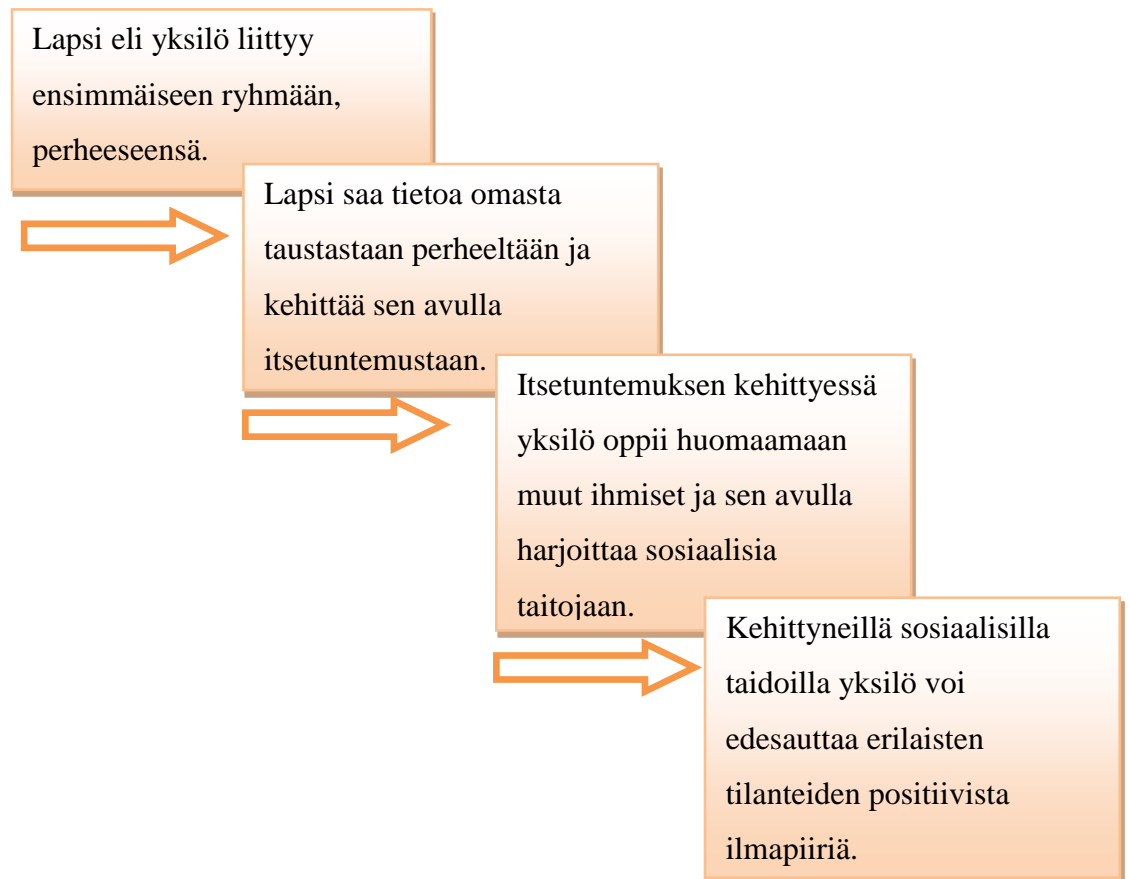 Lapsi eli yksilö liittyy
ensimmäiseen ryhmään,
perheeseensä.
Lapsi saa tietoa omasta
taustastaan perheeltään ja
kehittää sen avulla
itsetuntemustaan.
Itsetuntemuksen kehittyessä
yksilö oppii huomaamaan
muut ihmiset ja sen avulla
harjoittaa sosiaalisia
taitojaan.
Kehittyneillä sosiaalisilla
taidoilla yksilö voi
edesauttaa erilaisten
tilanteiden positiivista
ilmapiiriä.